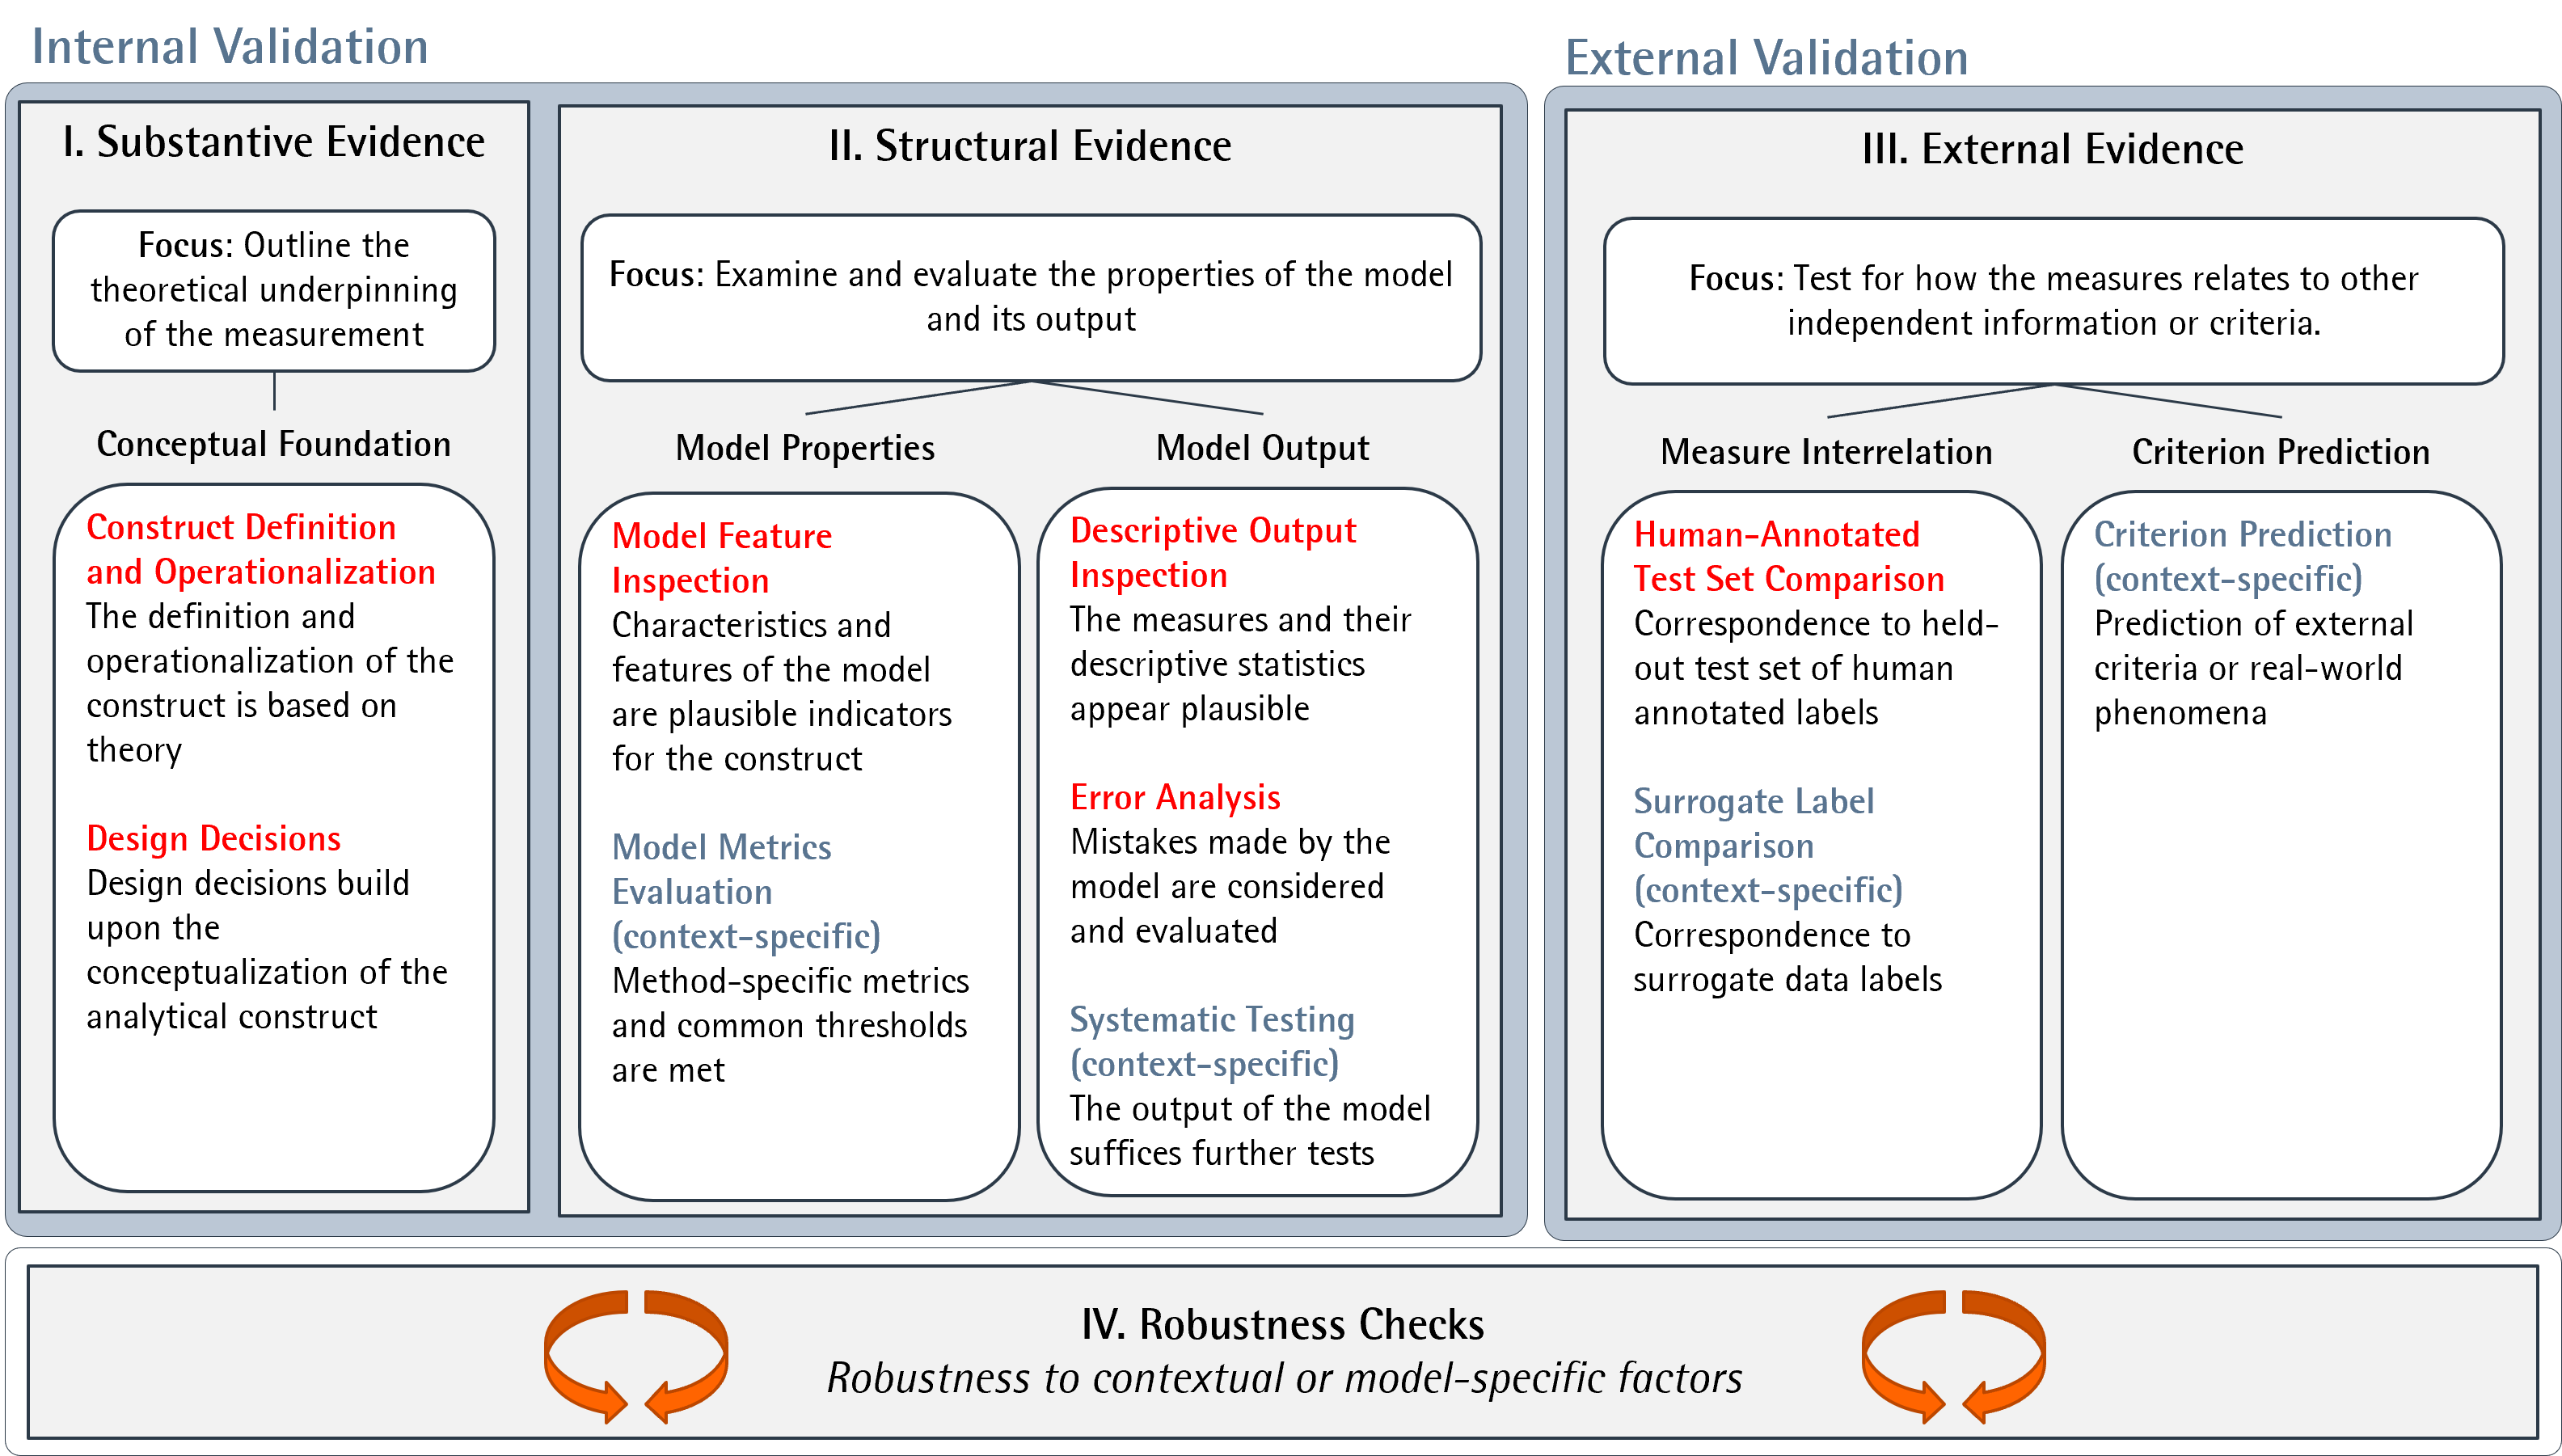 Internal Validation
External Validation
I. Substantive Evidence
Focus: Outline the
theoretical underpinning
of the measurement
Conceptual Foundation
Construct Definition
and Operationalization
The definition and
operationalization of the
construct is based on
theory
Design Decisions
Design decisions build
upon the
conceptualization of the
analytical construct
II. Structural Evidence
Focus: Examine and evaluate the properties of the model
and its output
Model Properties
Model Feature
Inspection
Characteristics and
features of the model
are plausible indicators
for the construct
Model Metrics
Evaluation
(context-specific)
Method-specific metrics
and common thresholds
are met
Model Output
Descriptive Output
Inspection
The measures and their
descriptive statistics
appear plausible
Error Analysis
Mistakes made by the
model are considered
and evaluated
Systematic Testing
(context-specific)
The output of the model
suffices further tests
III. External Evidence
Focus: Test for how the measures relates to other
independent information or criteria.
Measure Interrelation
Human-Annotated
Test Set Comparison
Correspondence to held-
out test set of human
annotated labels
Surrogate Label
Comparison
(context-specific)
Correspondence to
surrogate data labels
Criterion Prediction
Criterion Prediction
(context-specific)
Prediction of external
criteria or real-world
phenomena
IV. Robustness Checks
Robustness to contextual or model-specific factors